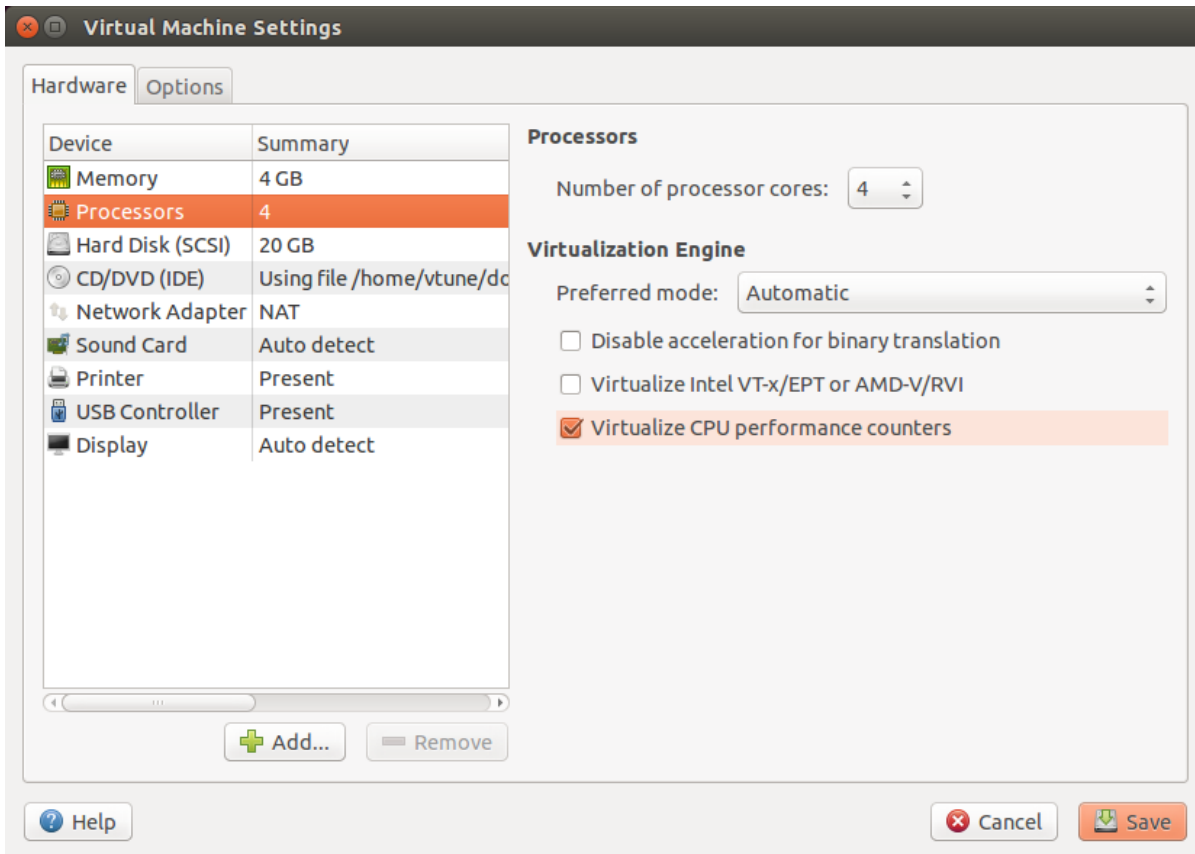 Virtual Machine Settings
Hardware Options
Device Summary
Memory 4 GB
Processors 4
Hard Disk (SCSI) 20 GB
CD/DVD (IDE) Using file /home/vtune/do
Network Adapter NAT
Sound Card Auto detect
Printer Present
USB Controller Present
Display Auto detect
Add... Remove
Processors
Number of processor cores: 4
Virtualization Engine
Preferred mode: Automatic
Disable acceleration for binary translation
Virtualize Intel VT-x/EPT or AMD-V/RVI
Virtualize CPU performance counters
Help Cancel Save